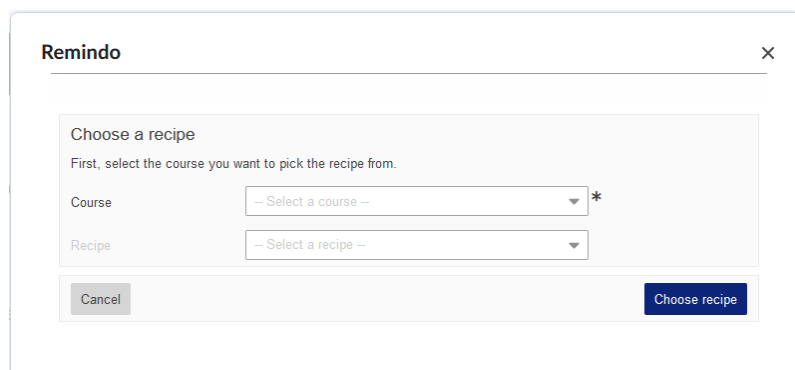 Remindo
Choose a recipe
First, select the course you want to pick the recipe from.
Course -- Select a course -- *
Recipe -- Select a recipe --
Cancel Choose recipe